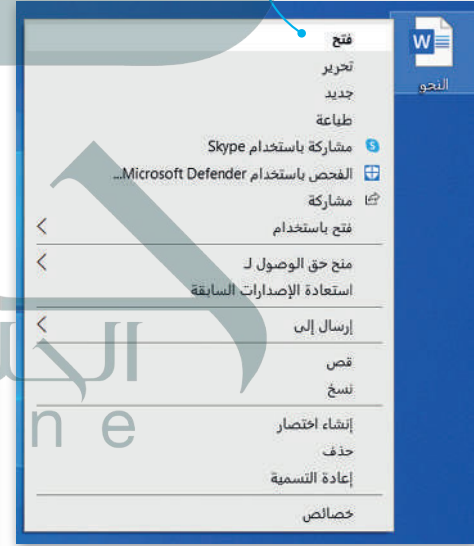 W
النحو
فتح
تحرير
جديد
طباعة
مشاركة باستخدام Skype
الفحص باستخدام Microsoft Defender...
مشاركة
فتح باستخدام
منح حق الوصول لـ
استعادة الإصدارات السابقة
إرسال إلى
قص
نسخ
إنشاء اختصار
حذف
إعادة التسمية
خصائص
n e